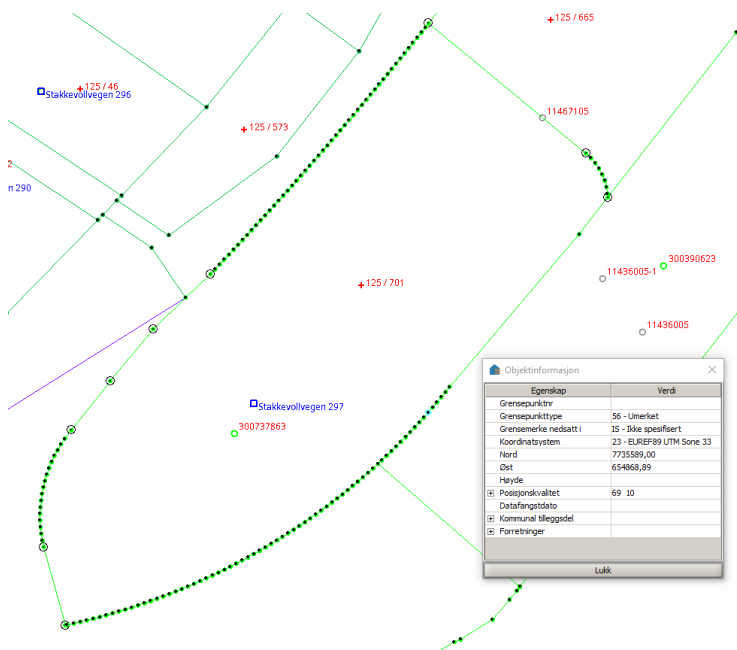 125 / 665
125 / 46
Stakkevollvegen 296
11467105
125 / 573
2
n 290
300390623
11436005-1
125 / 701
11436005
Objektinformasjon
Egenskap Verdi
Grensepunktnr
Grensepunkttype 56 - Umerket
Grensemerke nedsatt i IS - Ikke spesifisert
Koordinatsystem 23 - EUREF89 UTM Sone 33
Nord 7735589,00
Øst 654868,89
Høyde
Posisjonskvalitet 69 10
Datafangstdato
Kommunal tilleggsdel
Forretninger
Lukk
Stakkevollvegen 297
300737863